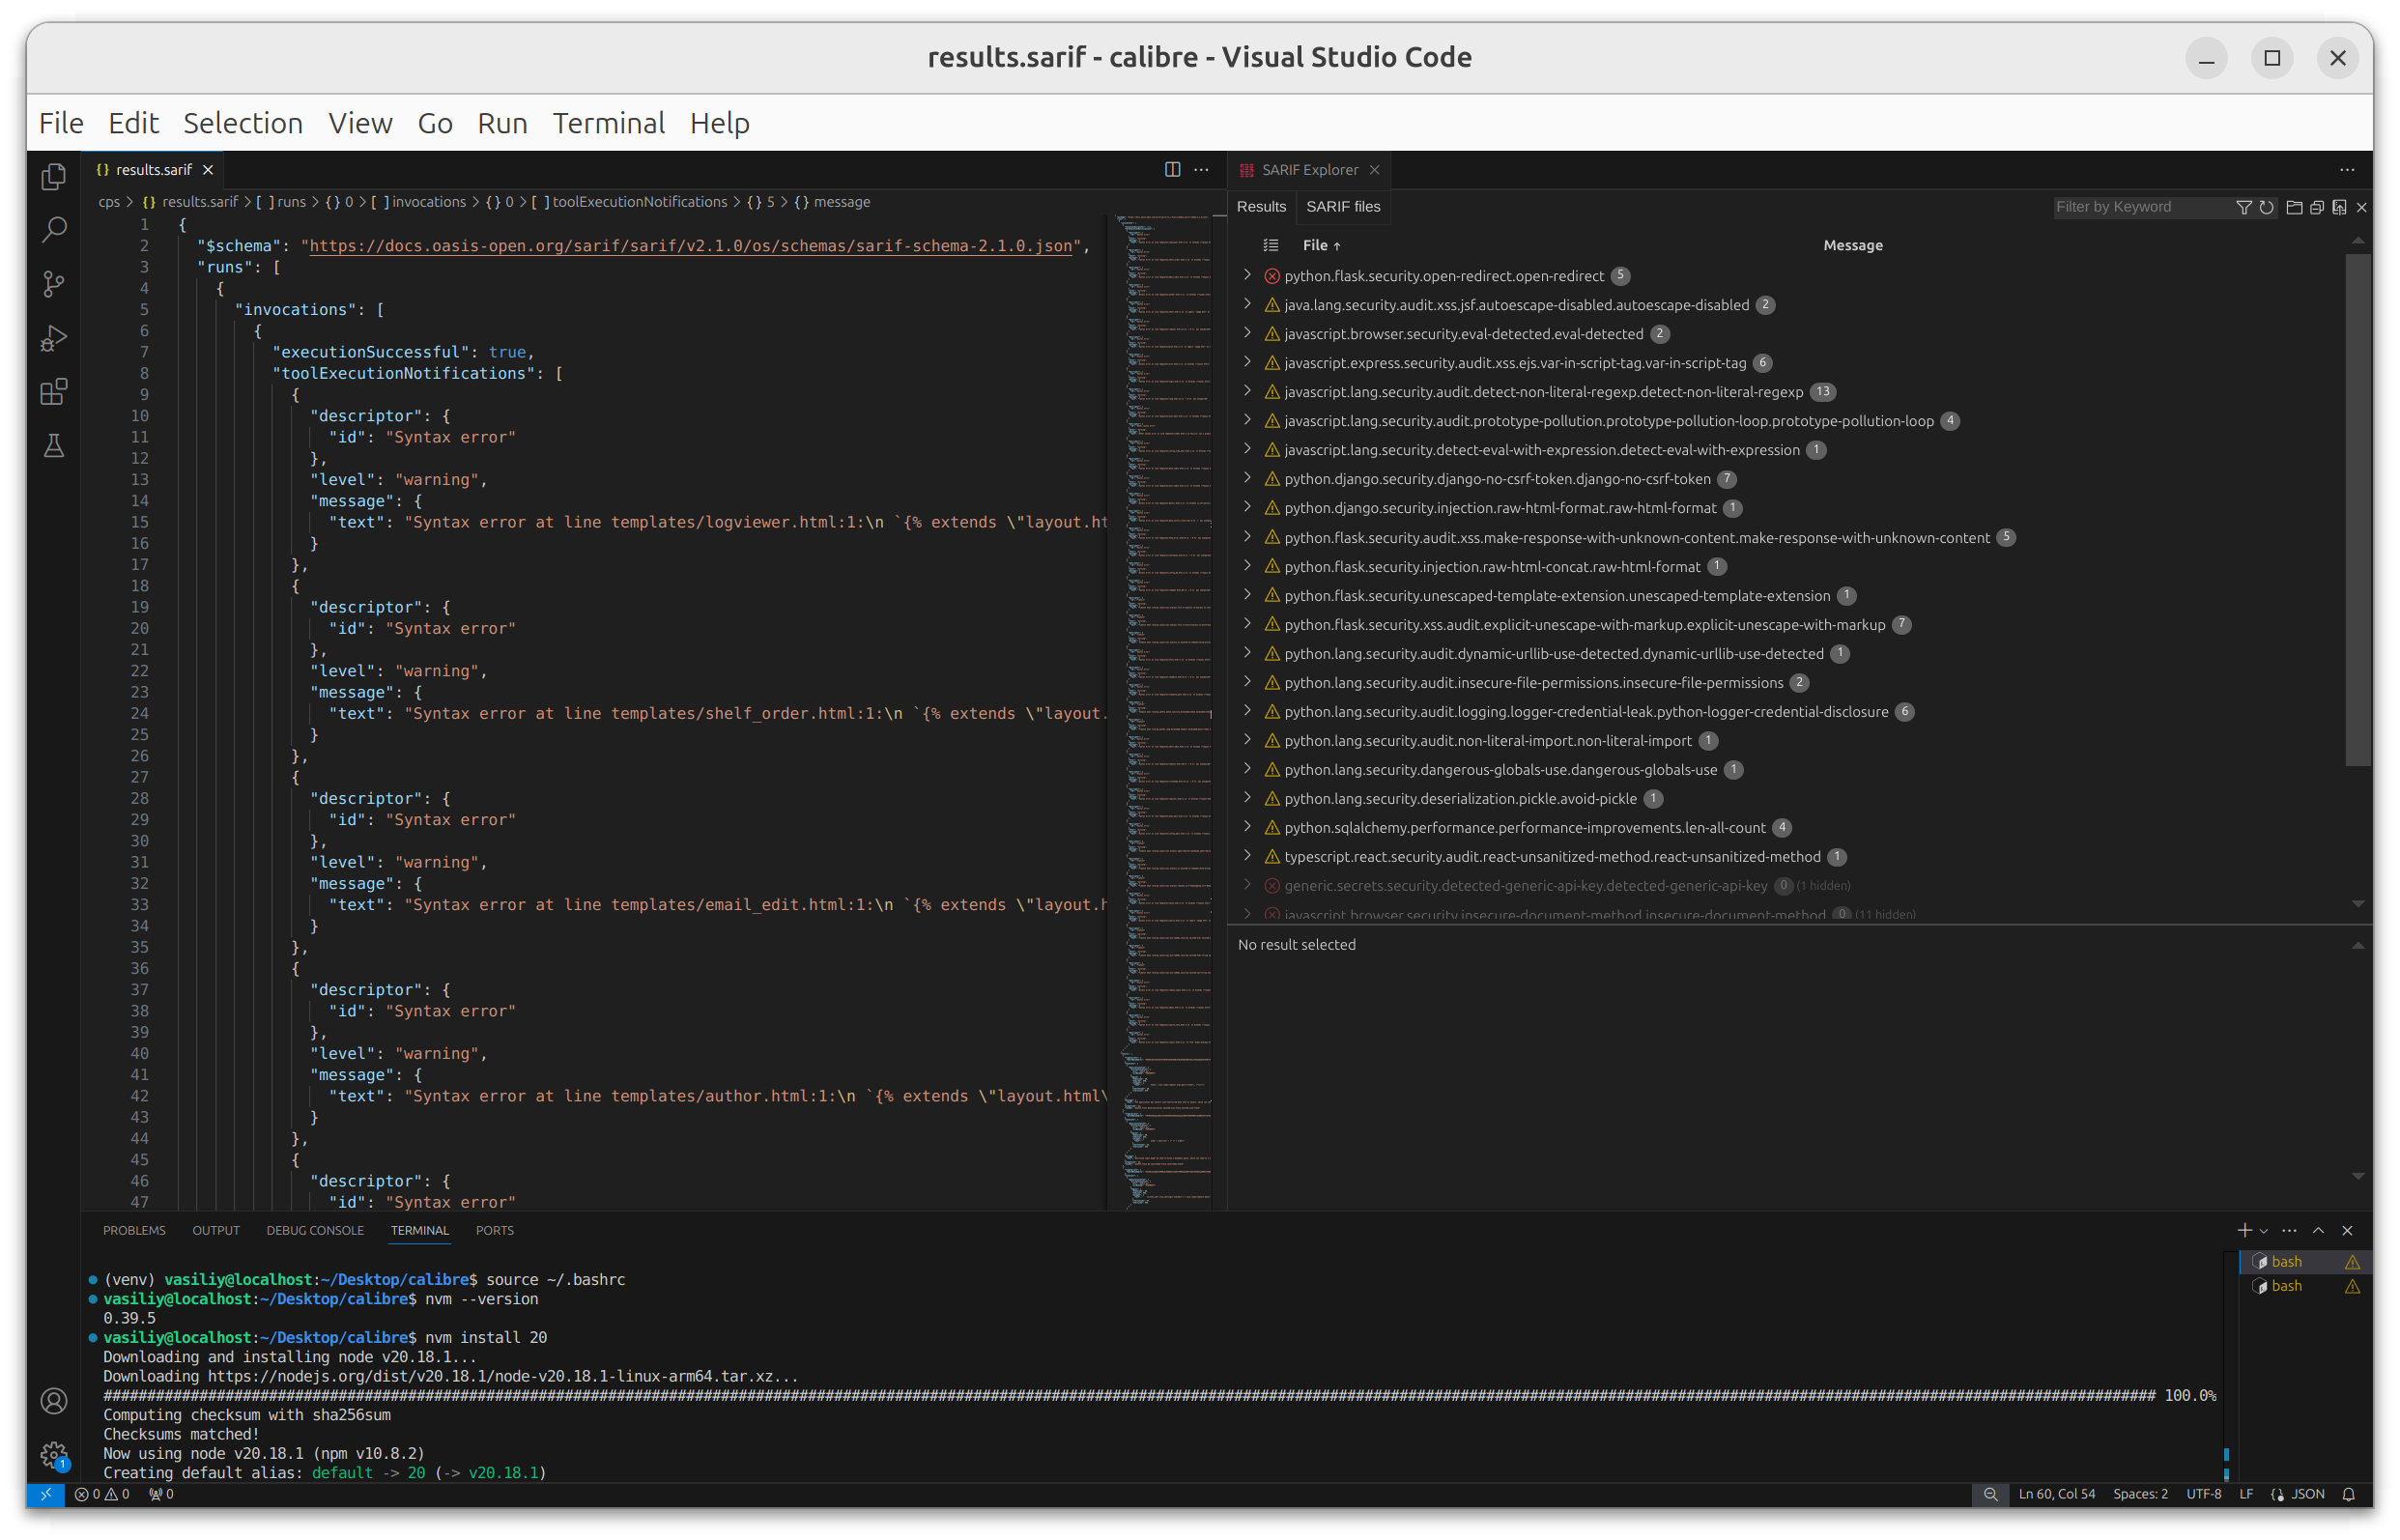 results.sarif - calibre - Visual Studio Code
File Edit Selection View Go Run Terminal Help
{} results.sarif
cps > {} results.sarif > [ ] runs > {} 0 > [ ] invocations > {} 0 > [ ] toolExecutionNotifications > {} 5 > {} message
1 {
2 "$schema": "https://docs.oasis-open.org/sarif/sarif/v2.1.0/os/schemas/sarif-schema-2.1.0.json",
3 "runs": [
4 {
5 "invocations": [
6 {
7 "executionSuccessful": true,
8 "toolExecutionNotifications": [
9 {
10 "descriptor": {
11 "id": "Syntax error"
12 },
13 "level": "warning",
14 "message": {
15 "text": "Syntax error at line templates/logviewer.html:1:\n `{% extends \"layout.ht
16 }
17 },
18 {
19 "descriptor": {
20 "id": "Syntax error"
21 },
22 "level": "warning",
23 "message": {
24 "text": "Syntax error at line templates/shelf_order.html:1:\n `{% extends \"layout.
25 }
26 },
27 {
28 "descriptor": {
29 "id": "Syntax error"
30 },
31 "level": "warning",
32 "message": {
33 "text": "Syntax error at line templates/email_edit.html:1:\n `{% extends \"layout.h
34 }
35 },
36 {
37 "descriptor": {
38 "id": "Syntax error"
39 },
40 "level": "warning",
41 "message": {
42 "text": "Syntax error at line templates/author.html:1:\n `{% extends \"layout.html\
43 }
44 },
45 {
46 "descriptor": {
47 "id": "Syntax error"
SARIF Explorer
Results SARIF files
Filter by Keyword
File ↑ Message
python.flask.security.open-redirect.open-redirect 5
java.lang.security.audit.xss.jsf.autoescape-disabled.autoescape-disabled 2
javascript.browser.security.eval-detected.eval-detected 2
javascript.express.security.audit.xss.ejs.var-in-script-tag.var-in-script-tag 6
javascript.lang.security.audit.detect-non-literal-regexp.detect-non-literal-regexp 13
javascript.lang.security.audit.prototype-pollution.prototype-pollution-loop.prototype-pollution-loop 4
javascript.lang.security.detect-eval-with-expression.detect-eval-with-expression 1
python.django.security.django-no-csrf-token.django-no-csrf-token 7
python.django.security.injection.raw-html-format.raw-html-format 1
python.flask.security.audit.xss.make-response-with-unknown-content.make-response-with-unknown-content 5
python.flask.security.injection.raw-html-concat.raw-html-format 1
python.flask.security.unescaped-template-extension.unescaped-template-extension 1
python.flask.security.xss.audit.explicit-unescape-with-markup.explicit-unescape-with-markup 7
python.lang.security.audit.dynamic-urllib-use-detected.dynamic-urllib-use-detected 1
python.lang.security.audit.insecure-file-permissions.insecure-file-permissions 2
python.lang.security.audit.logging.logger-credential-leak.python-logger-credential-disclosure 6
python.lang.security.audit.non-literal-import.non-literal-import 1
python.lang.security.dangerous-globals-use.dangerous-globals-use 1
python.lang.security.deserialization.pickle.avoid-pickle 1
python.sqlalchemy.performance.performance-improvements.len-all-count 4
typescript.react.security.audit.react-unsanitized-method.react-unsanitized-method 1
generic.secrets.security.detected-generic-api-key.detected-generic-api-key 0 (1 hidden)
javascript.browser.security.insecure-document-method.insecure-document-method 0 (11 hidden)
No result selected
PROBLEMS OUTPUT DEBUG CONSOLE TERMINAL PORTS
(venv) vasiliy@localhost:~/Desktop/calibre$ source ~/.bashrc
vasiliy@localhost:~/Desktop/calibre$ nvm --version
0.39.5
vasiliy@localhost:~/Desktop/calibre$ nvm install 20
Downloading and installing node v20.18.1...
Downloading https://nodejs.org/dist/v20.18.1/node-v20.18.1-linux-arm64.tar.xz...
100.0%
Computing checksum with sha256sum
Checksums matched!
Now using node v20.18.1 (npm v10.8.2)
Creating default alias: default -> 20 (-> v20.18.1)
bash
bash
1
0 0 0
Ln 60, Col 54 Spaces: 2 UTF-8 LF {} JSON